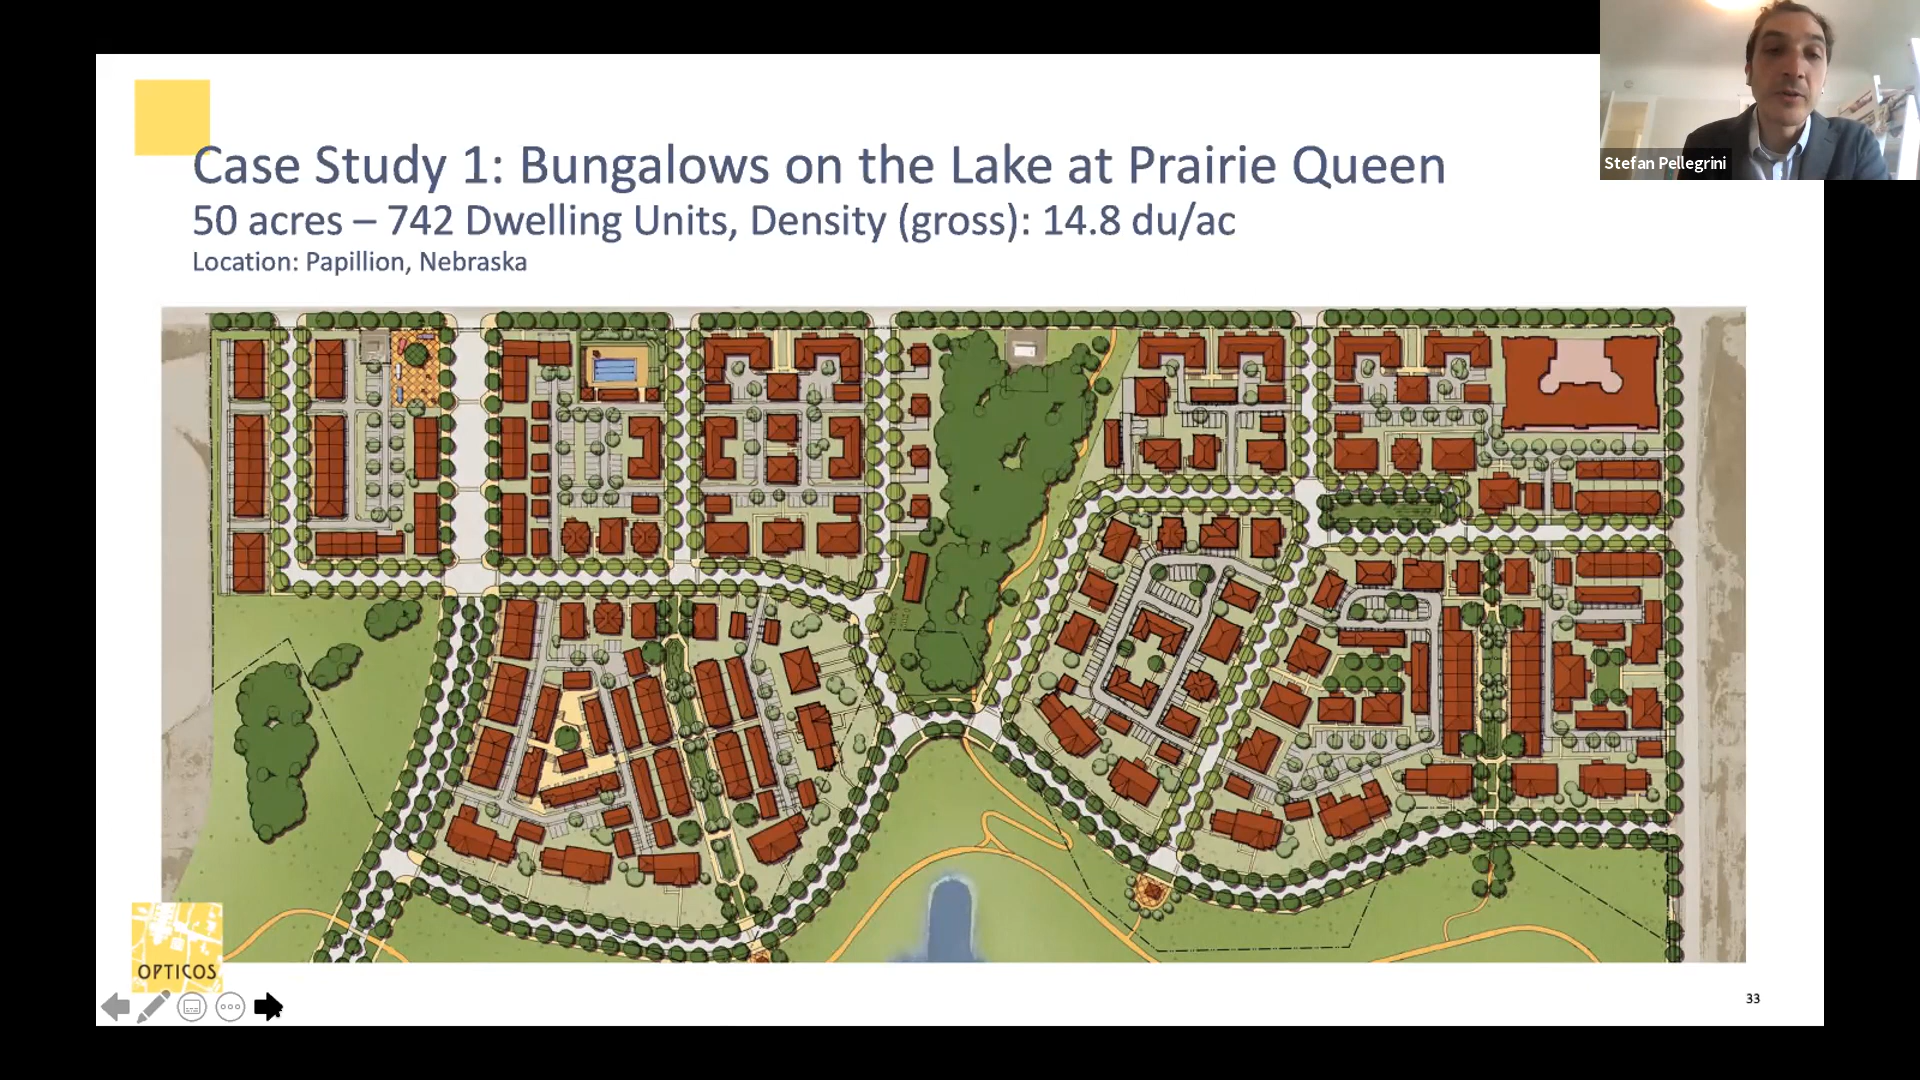 Case Study 1: Bungalows on the Lake at Prairie Queen
50 acres – 742 Dwelling Units, Density (gross): 14.8 du/ac
Location: Papillion, Nebraska
Stefan Pellegrini
OPTICOS
33